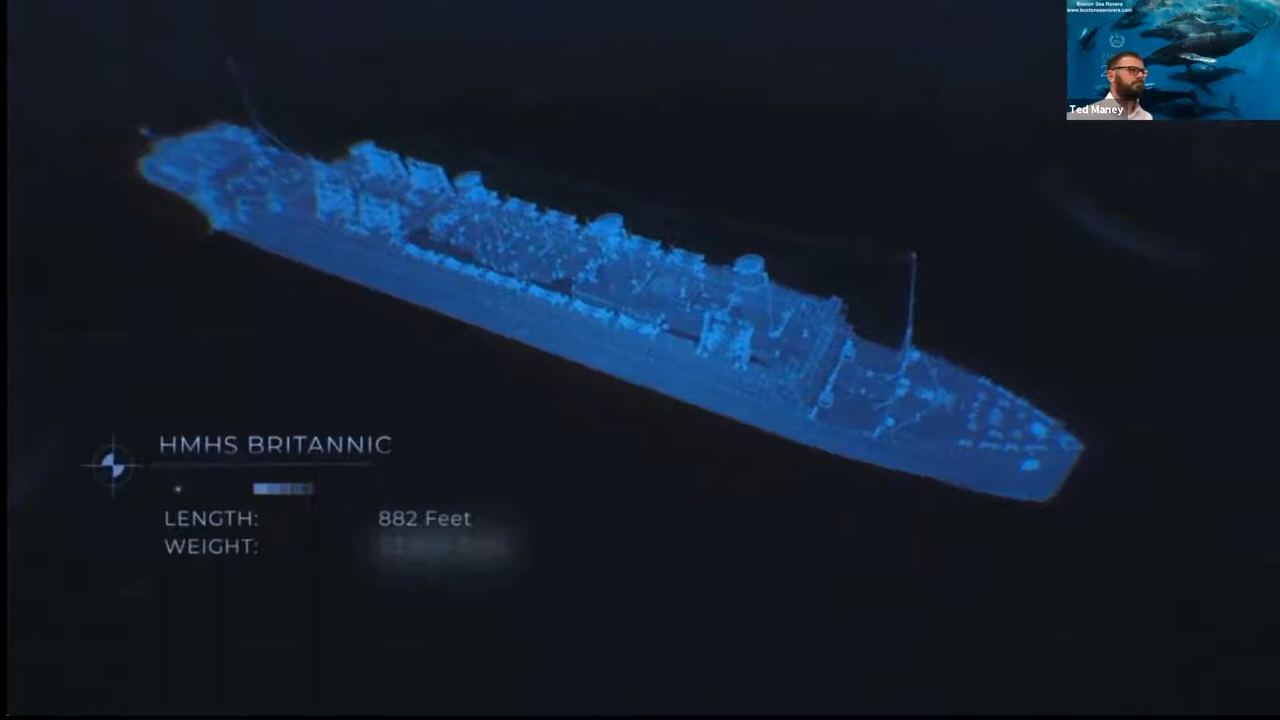 Boston Sea Rovers
www.bostonsearovers.com
Ted Maney
HMHS BRITANNIC
LENGTH: 882 Feet
WEIGHT: